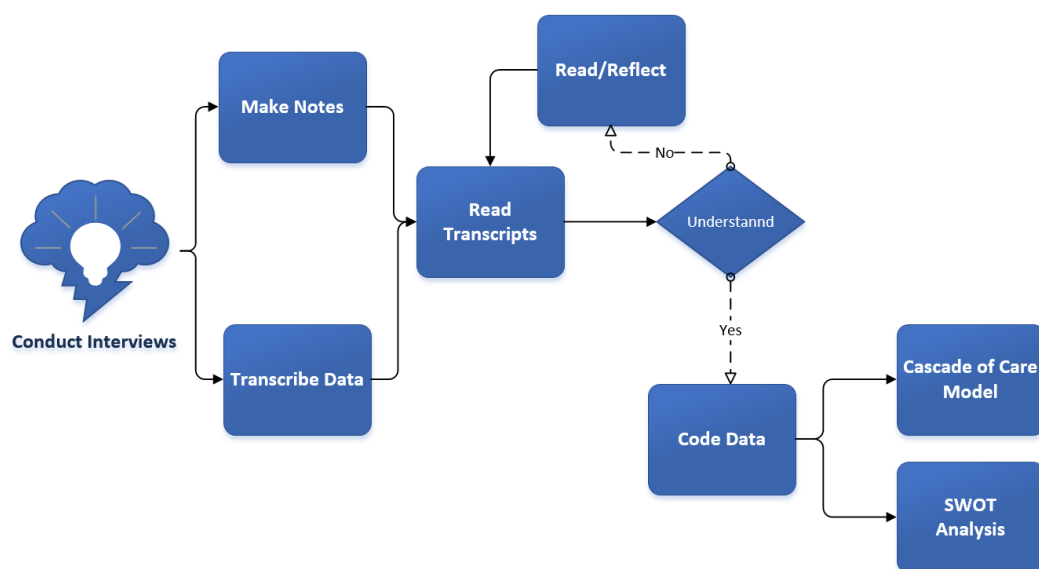 Read/Reflect
Make Notes
No
Read
Transcripts
Understannd
Conduct Interviews
Yes
Transcribe Data
Cascade of Care
Model
Code Data
SWOT
Analysis